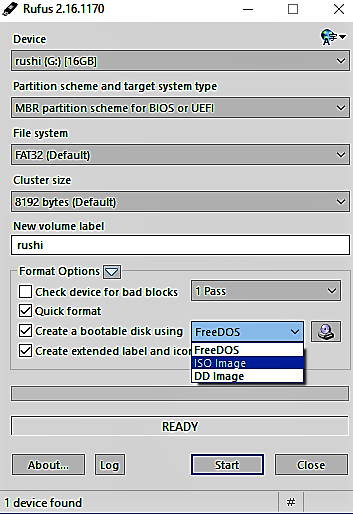 Rufus 2.16.1170
Device
rushi (G:) [16GB]
Partition scheme and target system type
MBR partition scheme for BIOS or UEFI
File system
FAT32 (Default)
Cluster size
8192 bytes (Default)
New volume label
rushi
Format Options
Check device for bad blocks 1 Pass
Quick format
Create a bootable disk using FreeDOS
FreeDOS
Create extended label and icon
ISO Image
DD Image
READY
About... Log Start Close
1 device found #